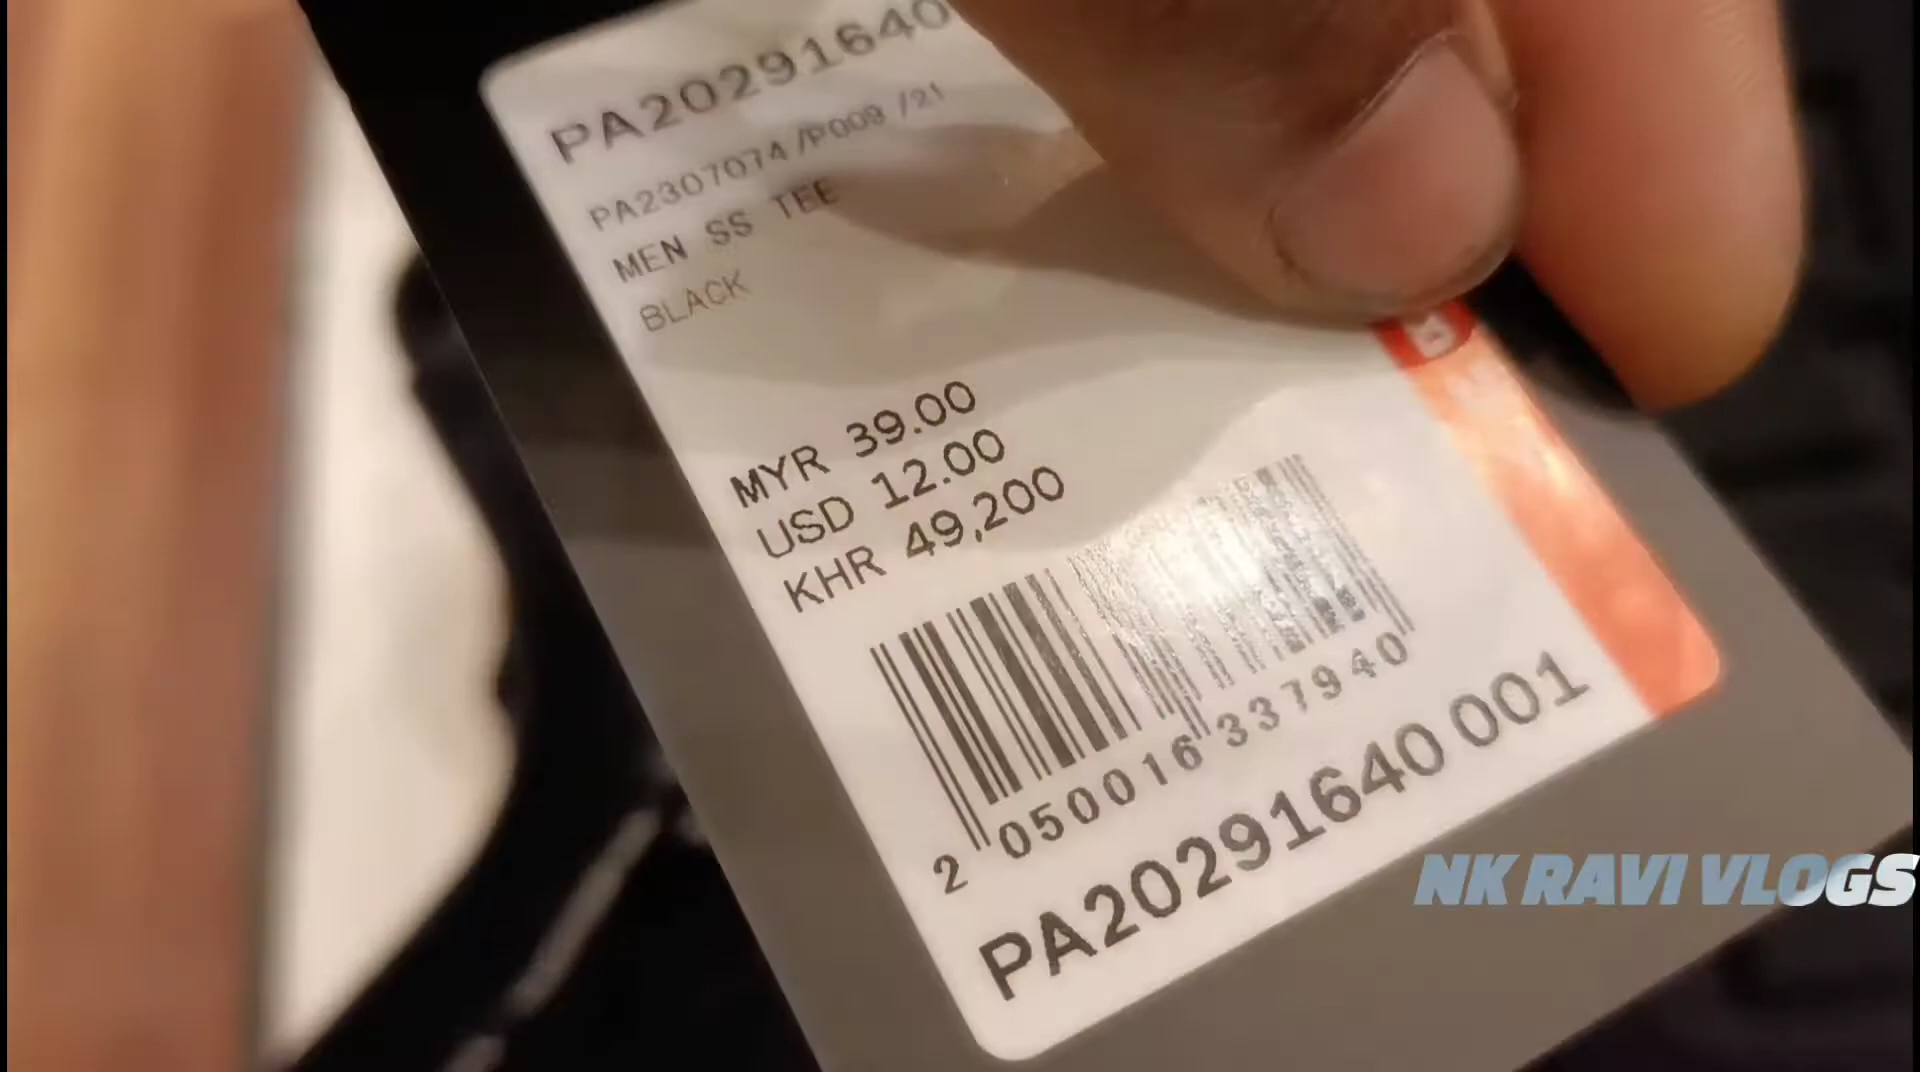 PA20291640
PA2307074 /P009 /21
MEN SS TEE
BLACK
MYR 39.00
USD 12.00
KHR 49,200
2 050016 337940
PA20291640 001
NK RAVI VLOGS